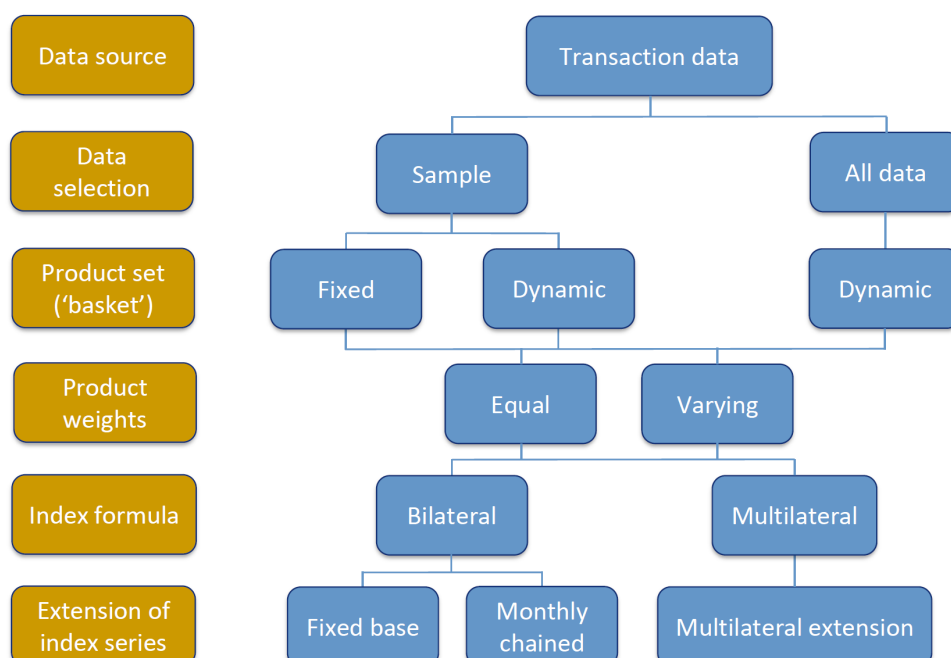 Data source
Transaction data
Data
selection
Sample
All data
Product set
(‘basket’)
Fixed
Dynamic
Dynamic
Product
weights
Equal
Varying
Index formula
Bilateral
Multilateral
Extension of
index series
Fixed base
Monthly
chained
Multilateral extension